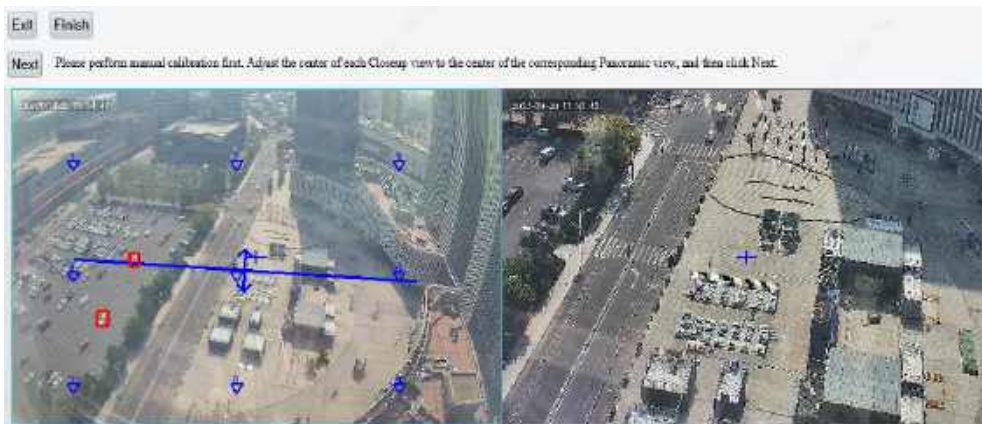 Exit Finish
Next Please perform manual calibration first. Adjust the center of each Closeup view to the center of the corresponding Panoramic view, and then click Next.